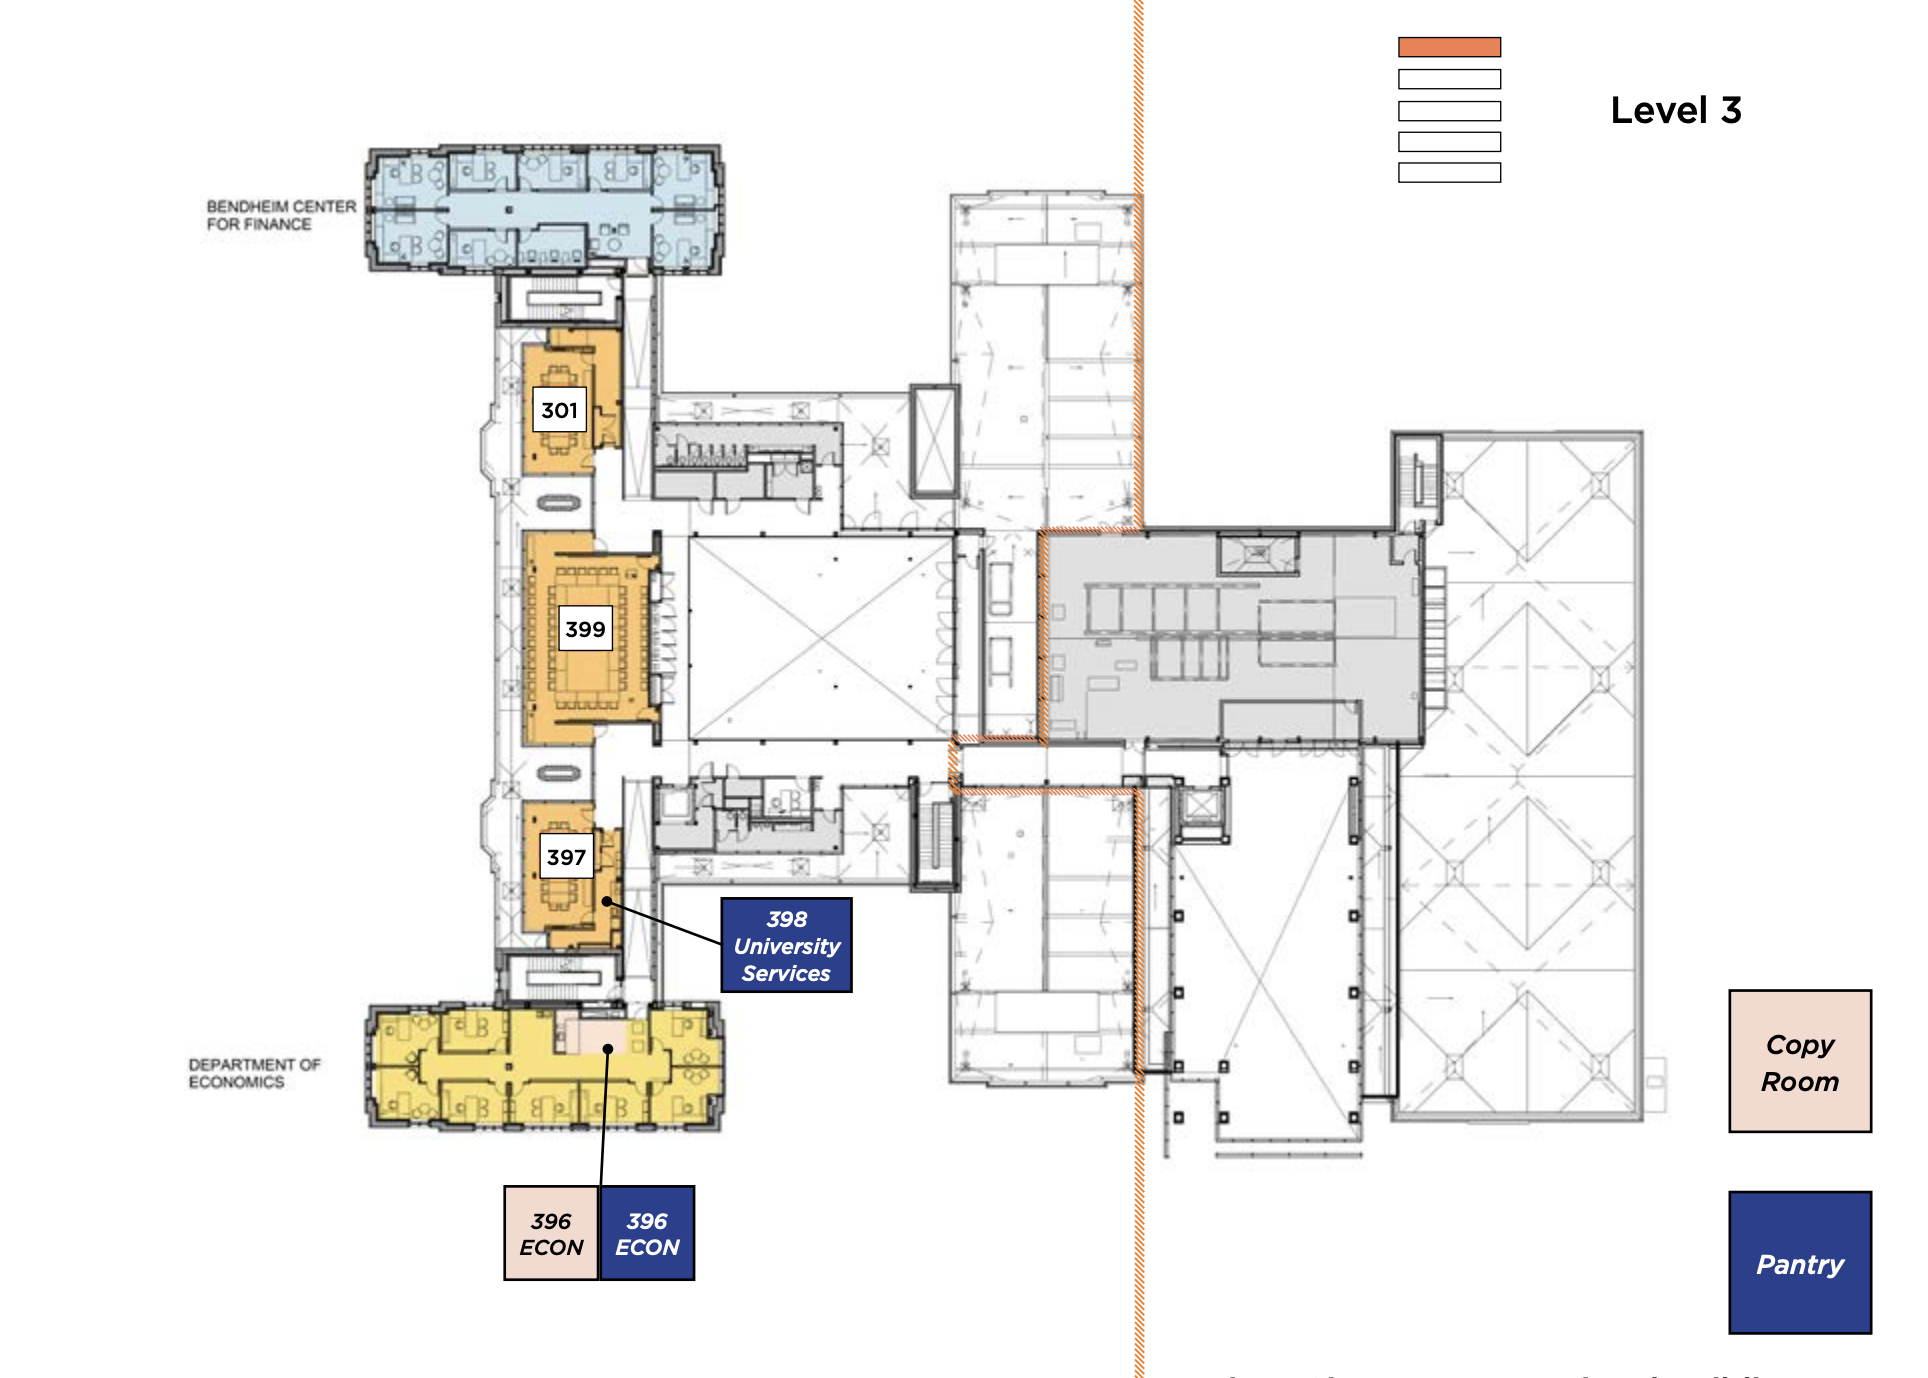 Level 3
BENDHEIM CENTER
FOR FINANCE
301
399
397
398
University
Services
DEPARTMENT OF
ECONOMICS
396
ECON
396
ECON
Copy
Room
Pantry